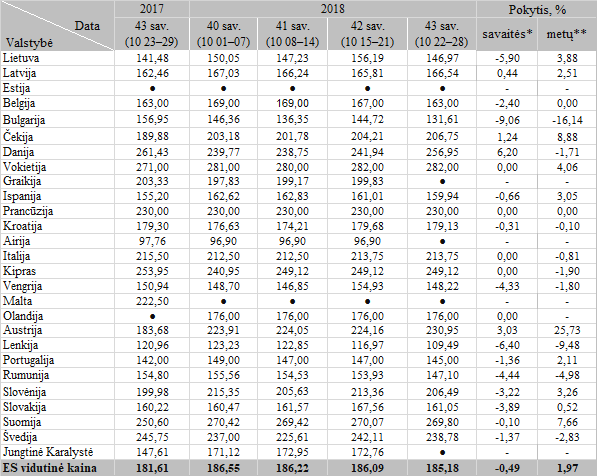 Data 2017 2018 Pokytis, %
Valstybė 43 sav. (10 23–29) 40 sav. (10 01–07) 41 sav. (10 08–14) 42 sav. (10 15–21) 43 sav. (10 22–28) savaitės* metų**
Lietuva 141,48 150,05 147,23 156,19 146,97 -5,90 3,88
Latvija 162,46 167,03 166,24 165,81 166,54 0,44 2,51
Estija ● ● ● ● ● - -
Belgija 163,00 169,00 169,00 167,00 163,00 -2,40 0,00
Bulgarija 156,95 146,36 136,35 144,72 131,61 -9,06 -16,14
Čekija 189,88 203,18 201,78 204,21 206,75 1,24 8,88
Danija 261,43 239,77 238,75 241,94 256,95 6,20 -1,71
Vokietija 271,00 281,00 280,00 282,00 282,00 0,00 4,06
Graikija 203,33 197,83 199,17 199,83 ● - -
Ispanija 155,20 162,62 162,83 161,01 159,94 -0,66 3,05
Prancūzija 230,00 230,00 230,00 230,00 230,00 0,00 0,00
Kroatija 179,30 176,63 174,21 179,68 179,13 -0,31 -0,10
Airija 97,76 96,90 96,90 96,90 ● - -
Italija 215,50 212,50 212,50 213,75 213,75 0,00 -0,81
Kipras 253,95 240,95 249,12 249,12 249,12 0,00 -1,90
Vengrija 150,94 148,70 146,85 154,93 148,22 -4,33 -1,80
Malta 222,50 ● ● ● ● - -
Olandija ● 176,00 176,00 176,00 176,00 0,00 -
Austrija 183,68 223,91 224,05 224,16 230,95 3,03 25,73
Lenkija 120,96 123,23 122,85 116,97 109,49 -6,40 -9,48
Portugalija 142,00 149,00 147,00 147,00 145,00 -1,36 2,11
Rumunija 154,80 155,56 154,53 153,93 147,10 -4,44 -4,98
Slovėnija 199,98 215,35 205,63 213,36 206,49 -3,22 3,26
Slovakija 160,22 160,47 161,57 167,56 161,05 -3,89 0,52
Suomija 250,60 270,42 269,42 270,07 269,80 -0,10 7,66
Švedija 245,75 237,00 225,61 242,11 238,78 -1,37 -2,83
Jungtinė Karalystė 147,61 171,12 172,95 172,76 ● - -
ES vidutinė kaina 181,61 186,55 186,22 186,09 185,18 -0,49 1,97